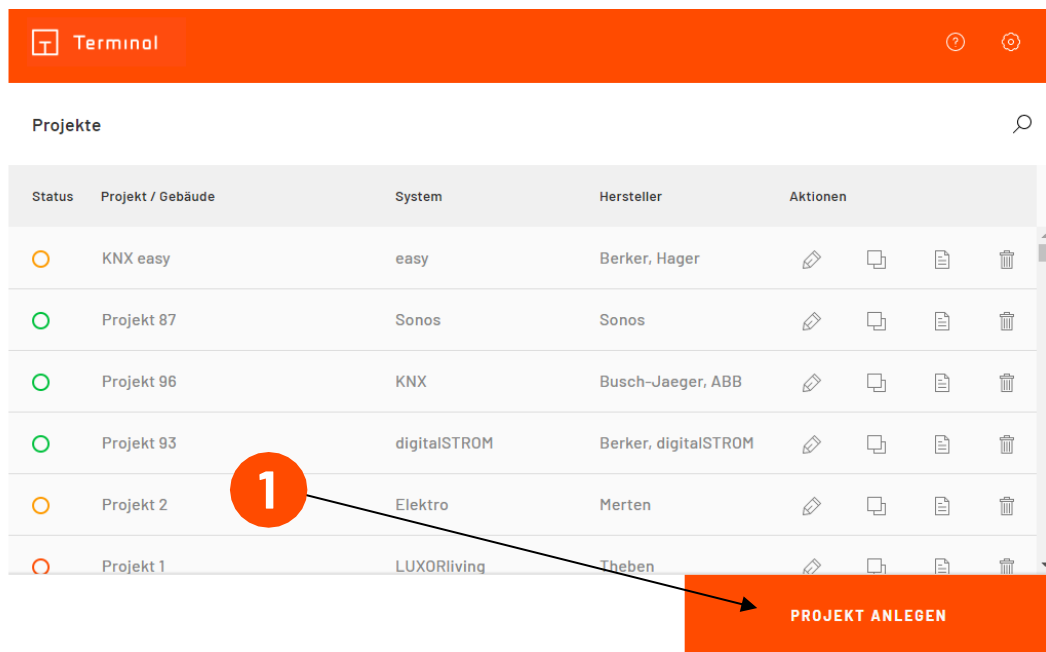 Terminal
Projekte
Status Projekt / Gebäude System Hersteller Aktionen
KNX easy easy Berker, Hager
Projekt 87 Sonos Sonos
Projekt 96 KNX Busch-Jaeger, ABB
Projekt 93 digitalSTROM Berker, digitalSTROM
1
Projekt 2 Elektro Merten
Projekt 1 LUXORliving Theben
PROJEKT ANLEGEN